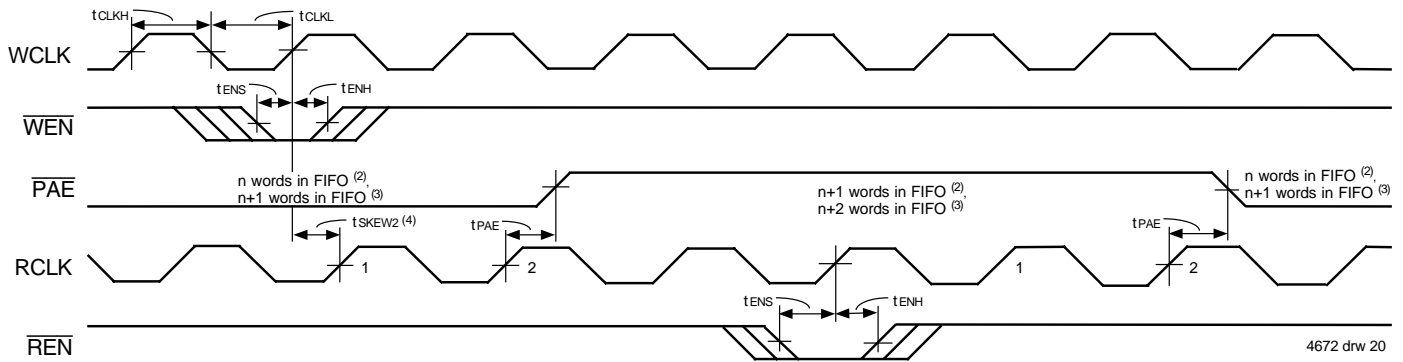 tCLKH
tCLKL
WCLK
tENS
tENH
WEN
PAE
n words in FIFO (2),
n+1 words in FIFO (3)
n+1 words in FIFO (2),
n+2 words in FIFO (3)
n words in FIFO (2),
n+1 words in FIFO (3)
tSKEW2 (4)
tPAE
tPAE
RCLK
1
2
1
2
tENS
tENH
REN
4672 drw 20